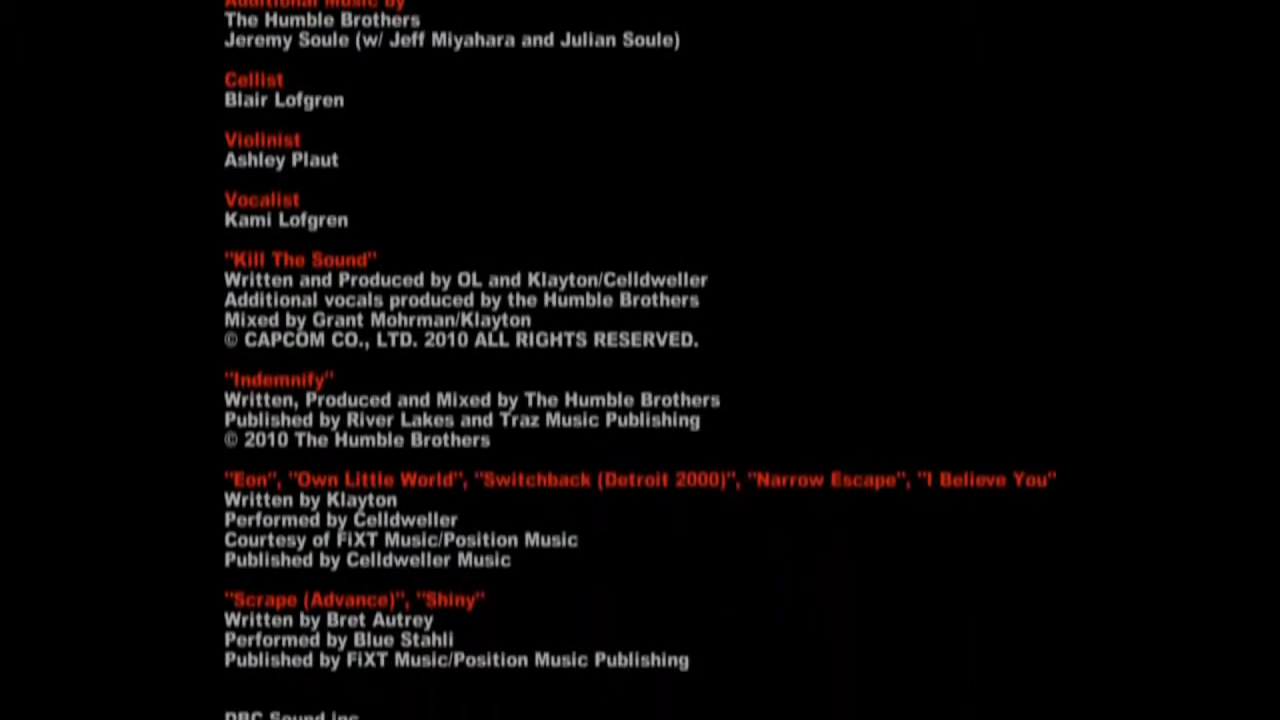 Additional Music by
The Humble Brothers
Jeremy Soule (w/ Jeff Miyahara and Julian Soule)
Cellist
Blair Lofgren
Violinist
Ashley Plaut
Vocalist
Kami Lofgren
"Kill The Sound"
Written and Produced by OL and Klayton/Celldweller
Additional vocals produced by the Humble Brothers
Mixed by Grant Mohrman/Klayton
© CAPCOM CO., LTD. 2010 ALL RIGHTS RESERVED.
"Indemnify"
Written, Produced and Mixed by The Humble Brothers
Published by River Lakes and Traz Music Publishing
© 2010 The Humble Brothers
"Eon", "Own Little World", "Switchback (Detroit 2000)", "Narrow Escape", "I Believe You"
Written by Klayton
Performed by Celldweller
Courtesy of FiXT Music/Position Music
Published by Celldweller Music
"Scrape (Advance)", "Shiny"
Written by Bret Autrey
Performed by Blue Stahli
Published by FiXT Music/Position Music Publishing
DBC Sound inc